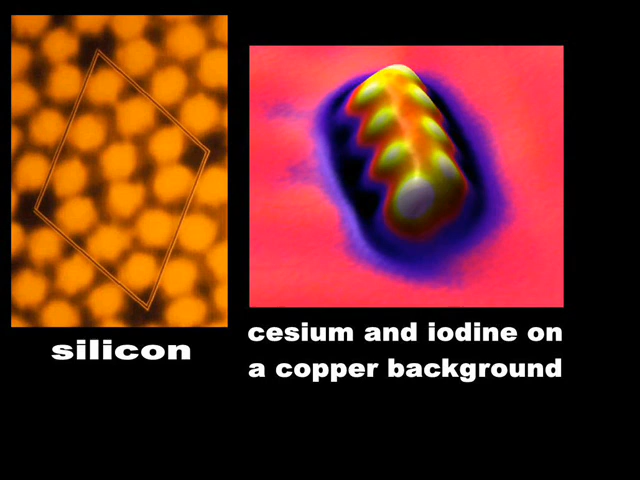 silicon
cesium and iodine on
a copper background